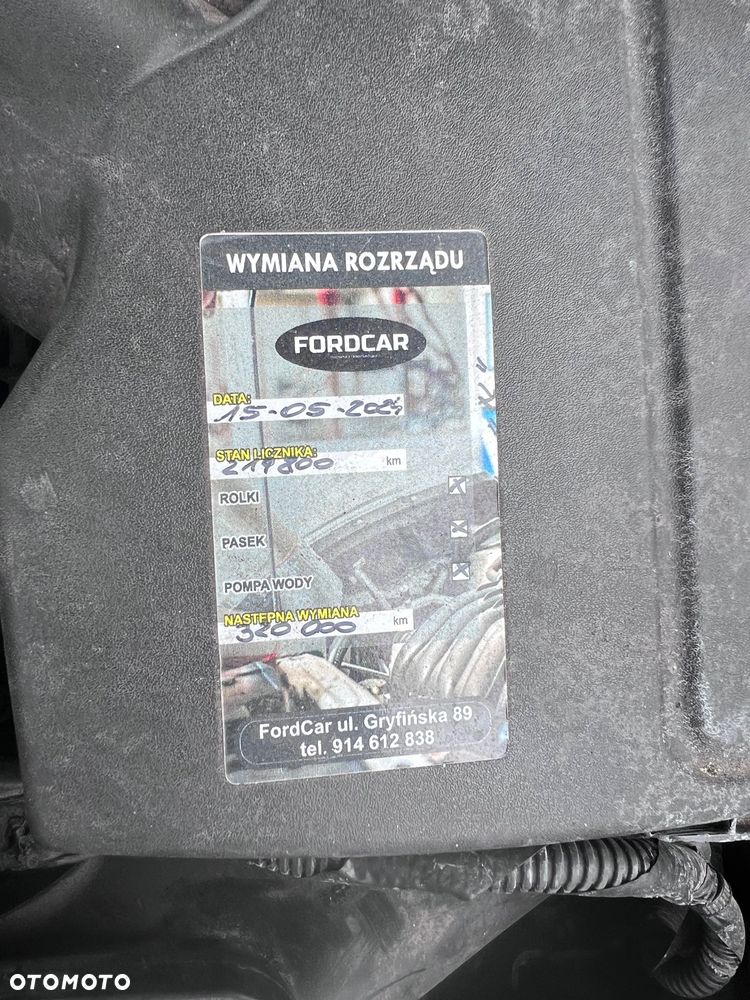 WYMIANA ROZRZĄDU
FORDCAR
DATA:
15-05-2024
STAN LICZNIKA:
219800 km
ROLKI
PASEK
POMPA WODY
NASTĘPNA WYMIANA
320 000 km
FordCar ul. Gryfińska 89
tel. 914 612 838
OTOMOTO